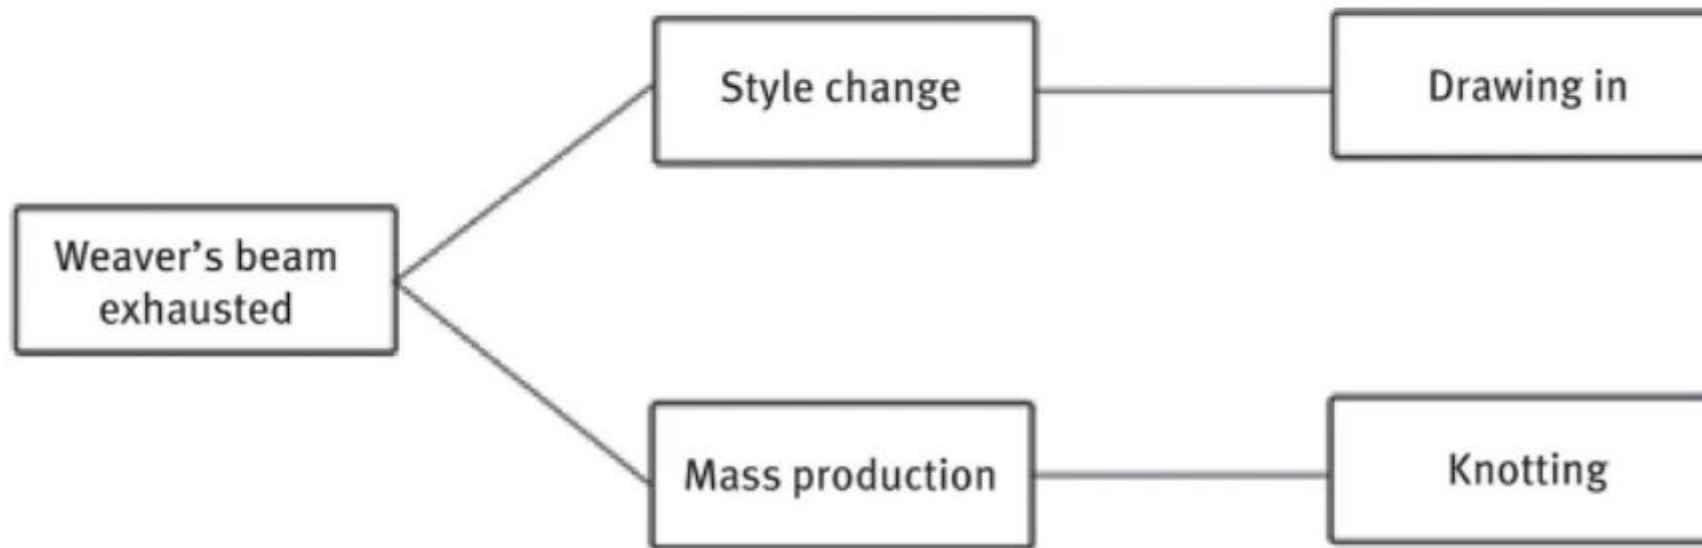 Style change
Drawing in
Weaver's beam
exhausted
Mass production
Knotting